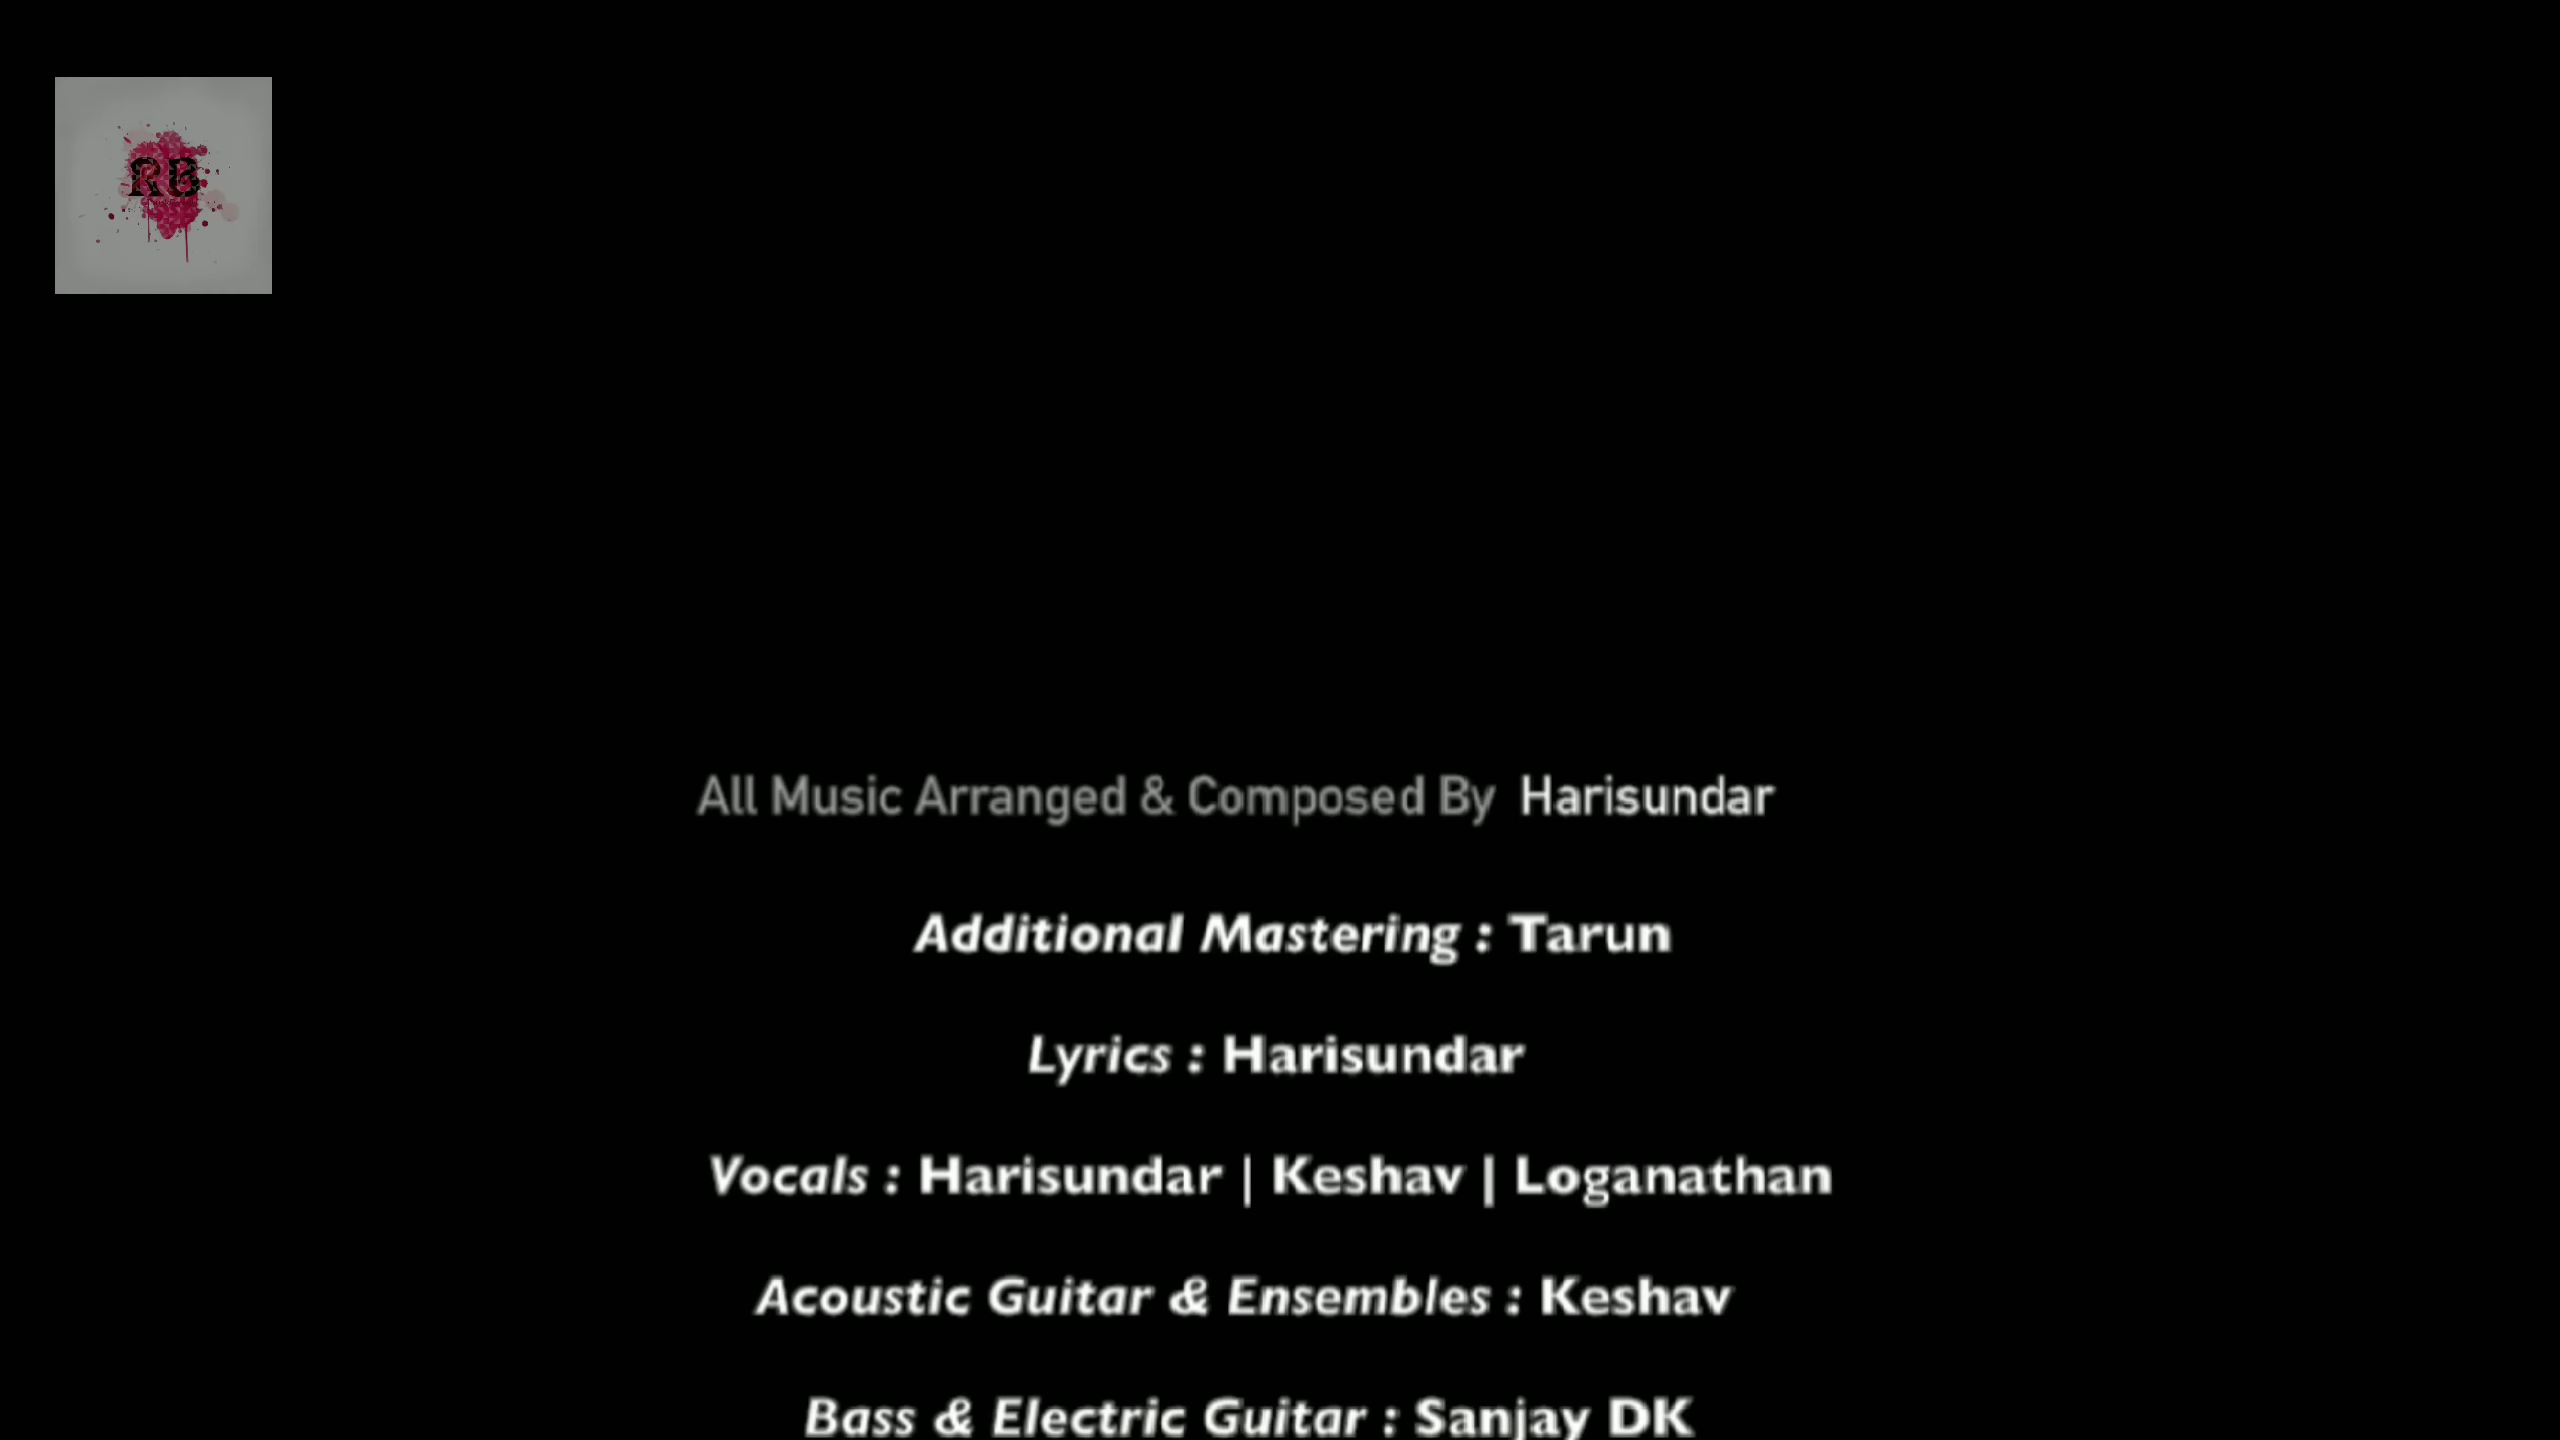 RB
All Music Arranged & Composed By Harisundar
Additional Mastering : Tarun
Lyrics : Harisundar
Vocals : Harisundar | Keshav | Loganathan
Acoustic Guitar & Ensembles : Keshav
Bass & Electric Guitar : Sanjay DK